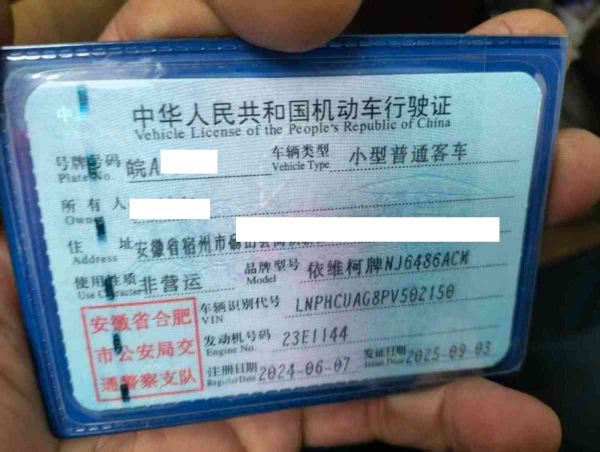 中华人民共和国机动车行驶证
Vehicle License of the People's Republic of China
号牌号码 皖A 车辆类型 小型普通客车
Plate No. Vehicle Type
所有人
Owner
住址 安徽省宿州市砀山县
Address
使用性质 非营运 品牌型号 依维柯牌NJ6486ACM
Use Character Model
车辆识别代号 LNPHCUAG8PV502150
VIN
发动机号码 23E1144
Engine No.
注册日期 2024-06-07 发证日期 2025-09-03
Register Date Issue Date
安徽省合肥
市公安局交
通警察支队